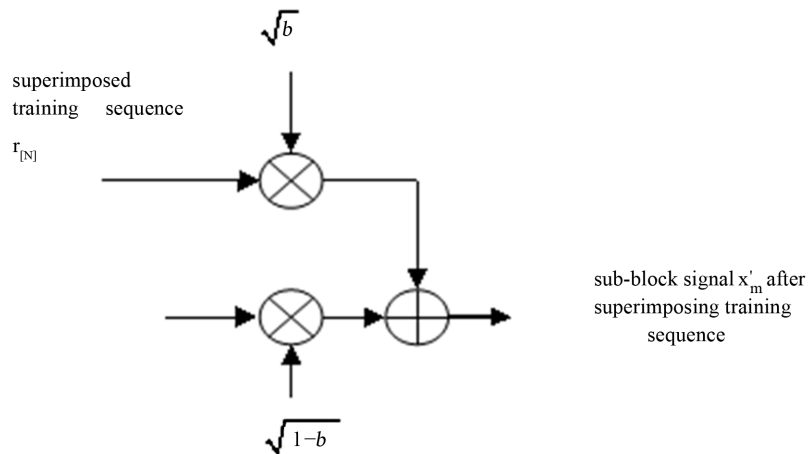 √b
superimposed
training sequence
r[N]
sub-block signal x'm after
superimposing training
sequence
√1−b